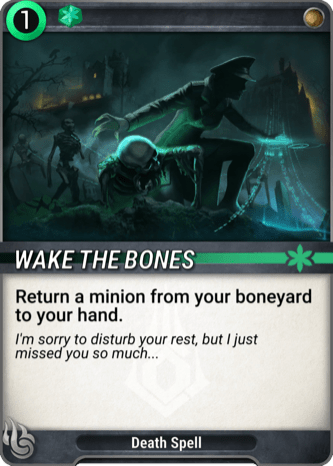 1
WAKE THE BONES
Return a minion from your boneyard
to your hand.
I'm sorry to disturb your rest, but I just
missed you so much...
Death Spell